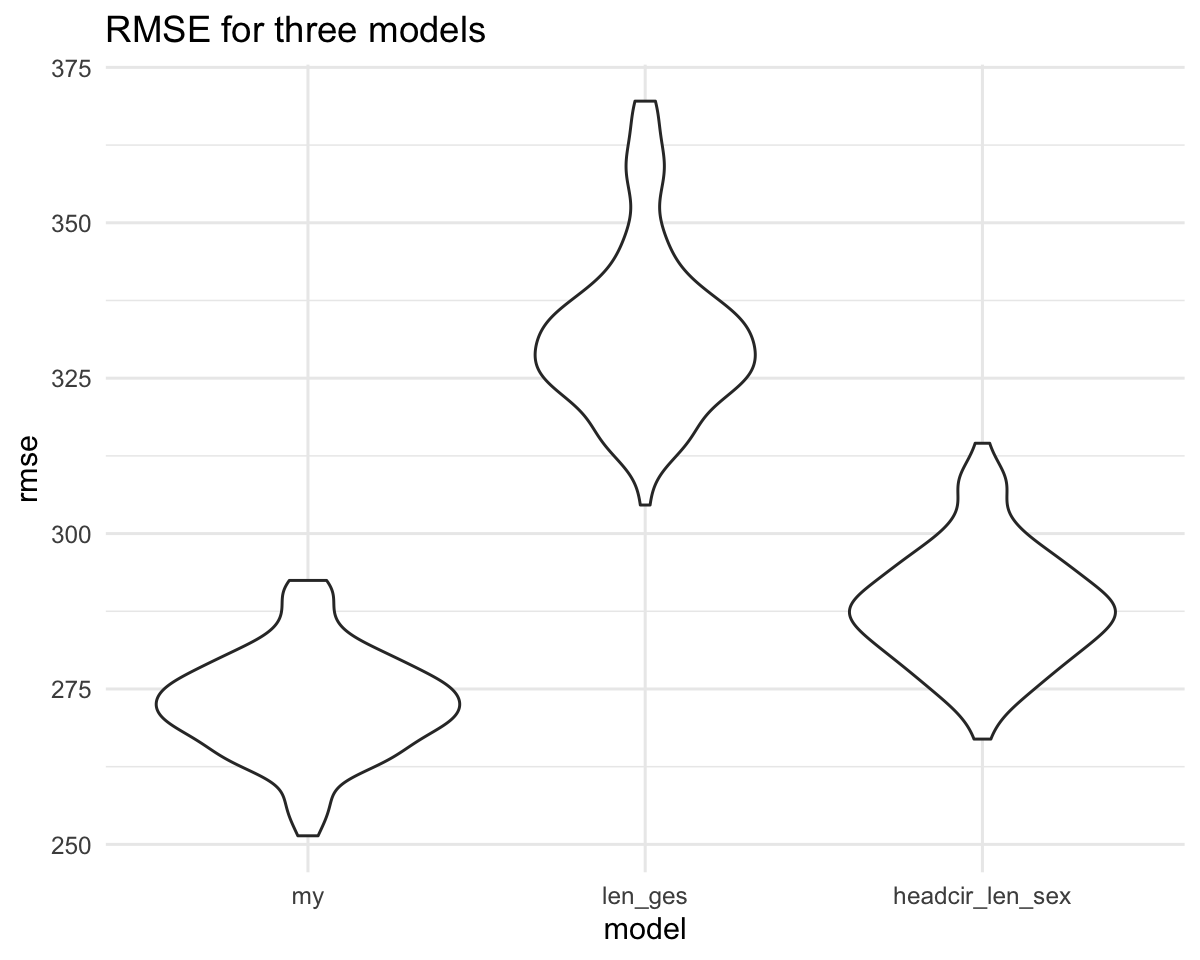 RMSE for three models
375
350
325
300
275
250
rmse
my
len_ges
headcir_len_sex
model